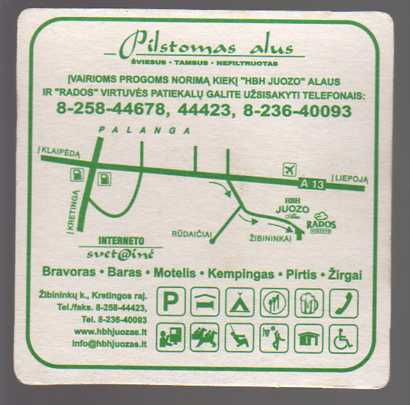 Pilstomas alus
ŠVIESUS · TAMSUS · NEFILTRUOTAS
ĮVAIRIOMS PROGOMS NORIMĄ KIEKĮ "HBH JUOZO" ALAUS
IR "RADOS" VIRTUVĖS PATIEKALŲ GALITE UŽSISAKYTI TELEFONAIS:
8-258-44678, 44423, 8-236-40093
PALANGA
Į KLAIPĖDĄ
Į LIEPOJĄ
A 13
Į KRETINGĄ
HBH
JUOZO
RADOS
RŪDAIČIAI
ŽIBININKAI
INTERNETO
svet@inė
Bravoras · Baras · Motelis · Kempingas · Pirtis · Žirgai
Žibininkų k., Kretingos raj.
Tel./faks. 8-258-44423,
Tel. 8-236-40093
www.hbhjuozas.lt
info@hbhjuozas.lt
P